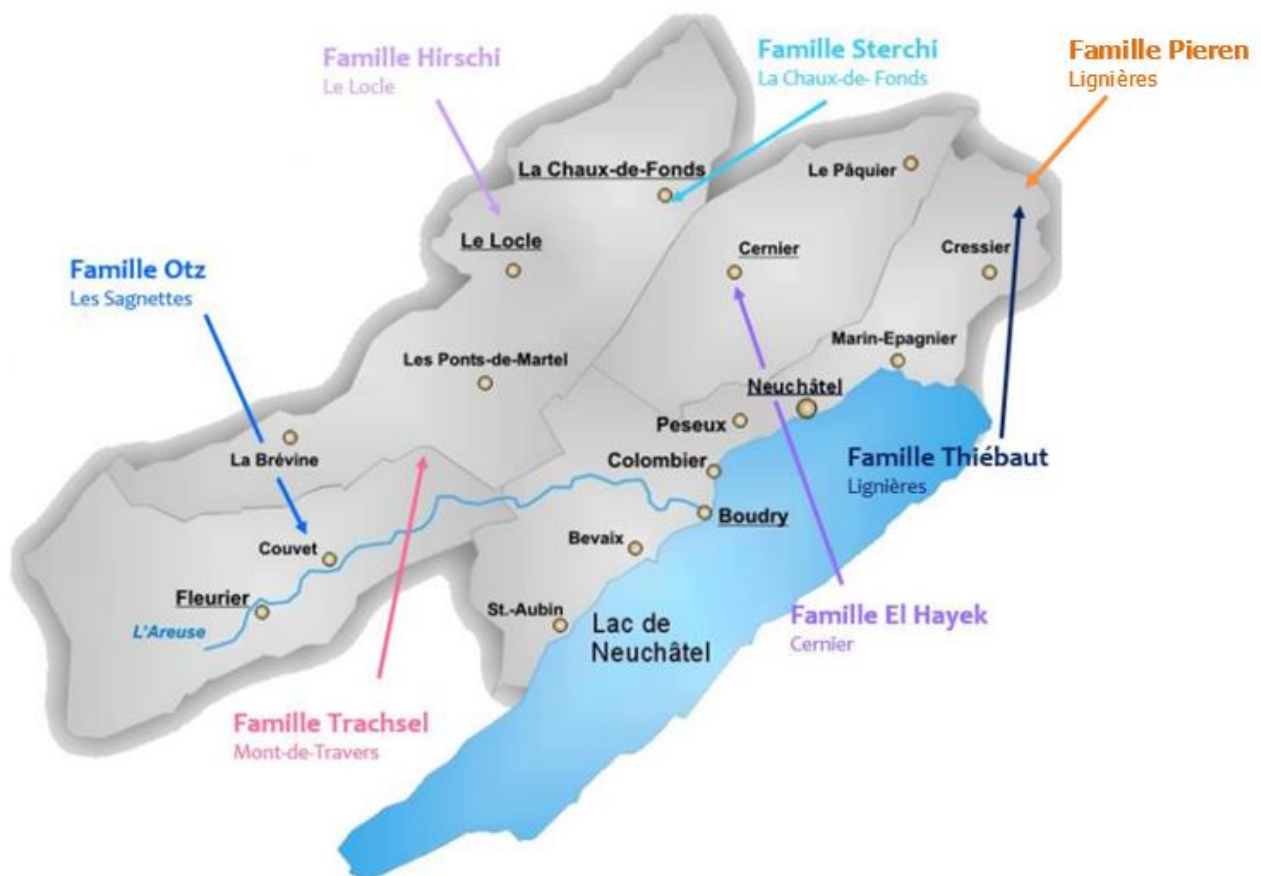 Famille Hirschi
Le Locle
Famille Sterchi
La Chaux-de- Fonds
Famille Pieren
Lignières
La Chaux-de-Fonds
Le Pâquier
Le Locle
Cernier
Cressier
Famille Otz
Les Sagnettes
Marin-Epagnier
Les Ponts-de-Martel
Neuchâtel
Peseux
La Brévine
Colombier
Famille Thiébaut
Lignières
Boudry
Couvet
Bevaix
Fleurier
St.-Aubin
L'Areuse
Lac de
Neuchâtel
Famille El Hayek
Cernier
Famille Trachsel
Mont-de-Travers